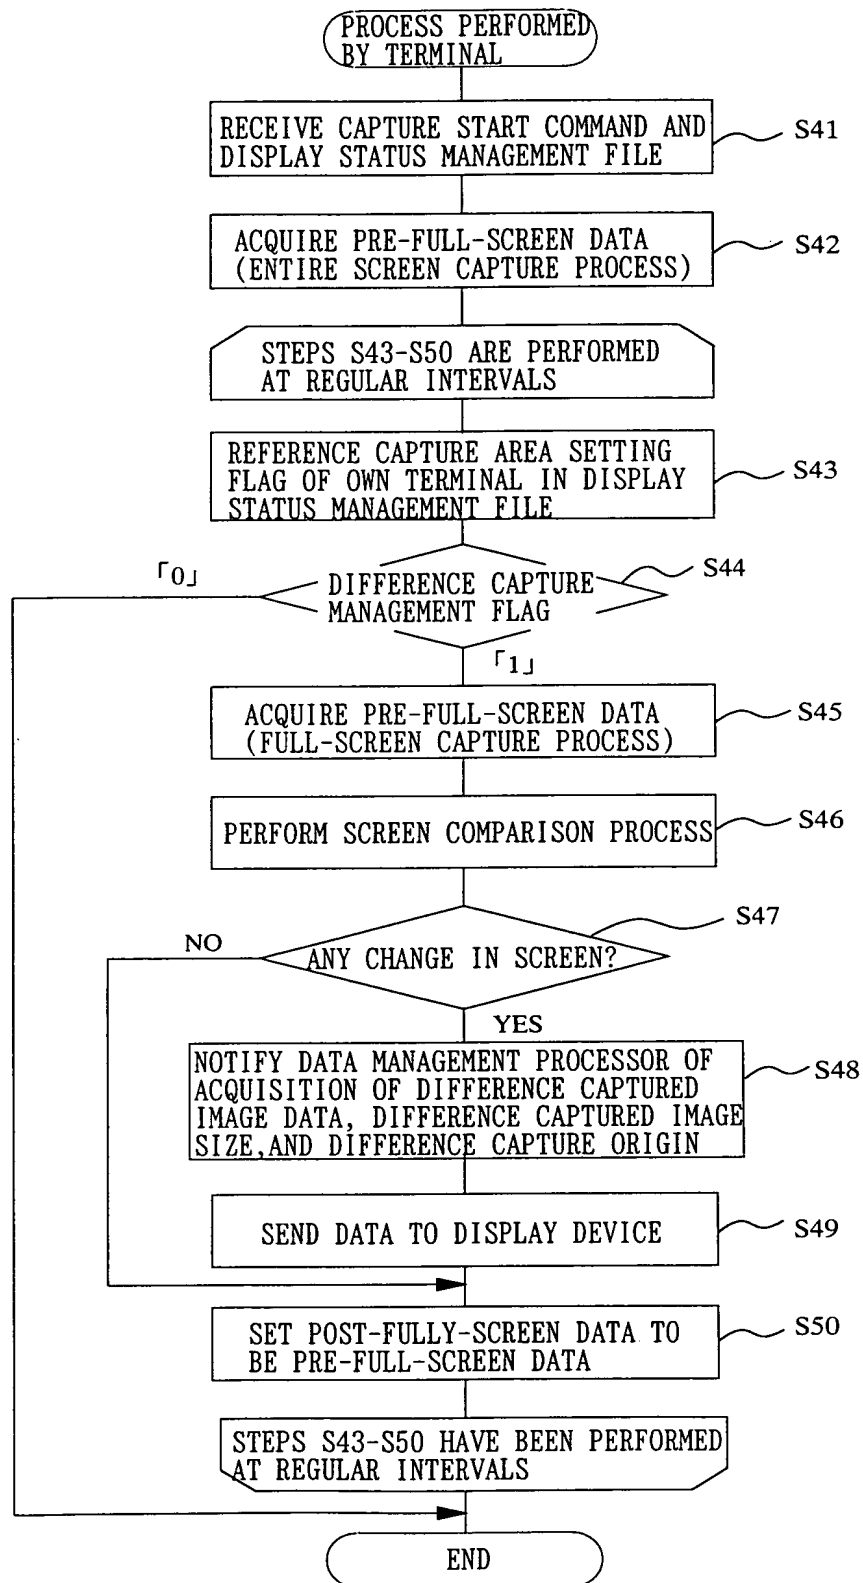 PROCESS PERFORMED
BY TERMINAL
RECEIVE CAPTURE START COMMAND AND
DISPLAY STATUS MANAGEMENT FILE
S41
ACQUIRE PRE-FULL-SCREEN DATA
(ENTIRE SCREEN CAPTURE PROCESS)
S42
STEPS S43-S50 ARE PERFORMED
AT REGULAR INTERVALS
REFERENCE CAPTURE AREA SETTING
FLAG OF OWN TERMINAL IN DISPLAY
STATUS MANAGEMENT FILE
S43
「0」
DIFFERENCE CAPTURE
MANAGEMENT FLAG
S44
「1」
ACQUIRE PRE-FULL-SCREEN DATA
(FULL-SCREEN CAPTURE PROCESS)
S45
PERFORM SCREEN COMPARISON PROCESS
S46
NO
ANY CHANGE IN SCREEN?
S47
YES
NOTIFY DATA MANAGEMENT PROCESSOR OF
ACQUISITION OF DIFFERENCE CAPTURED
IMAGE DATA, DIFFERENCE CAPTURED IMAGE
SIZE,AND DIFFERENCE CAPTURE ORIGIN
S48
SEND DATA TO DISPLAY DEVICE
S49
SET POST-FULLY-SCREEN DATA TO
BE PRE-FULL-SCREEN DATA
S50
STEPS S43-S50 HAVE BEEN PERFORMED
AT REGULAR INTERVALS
END